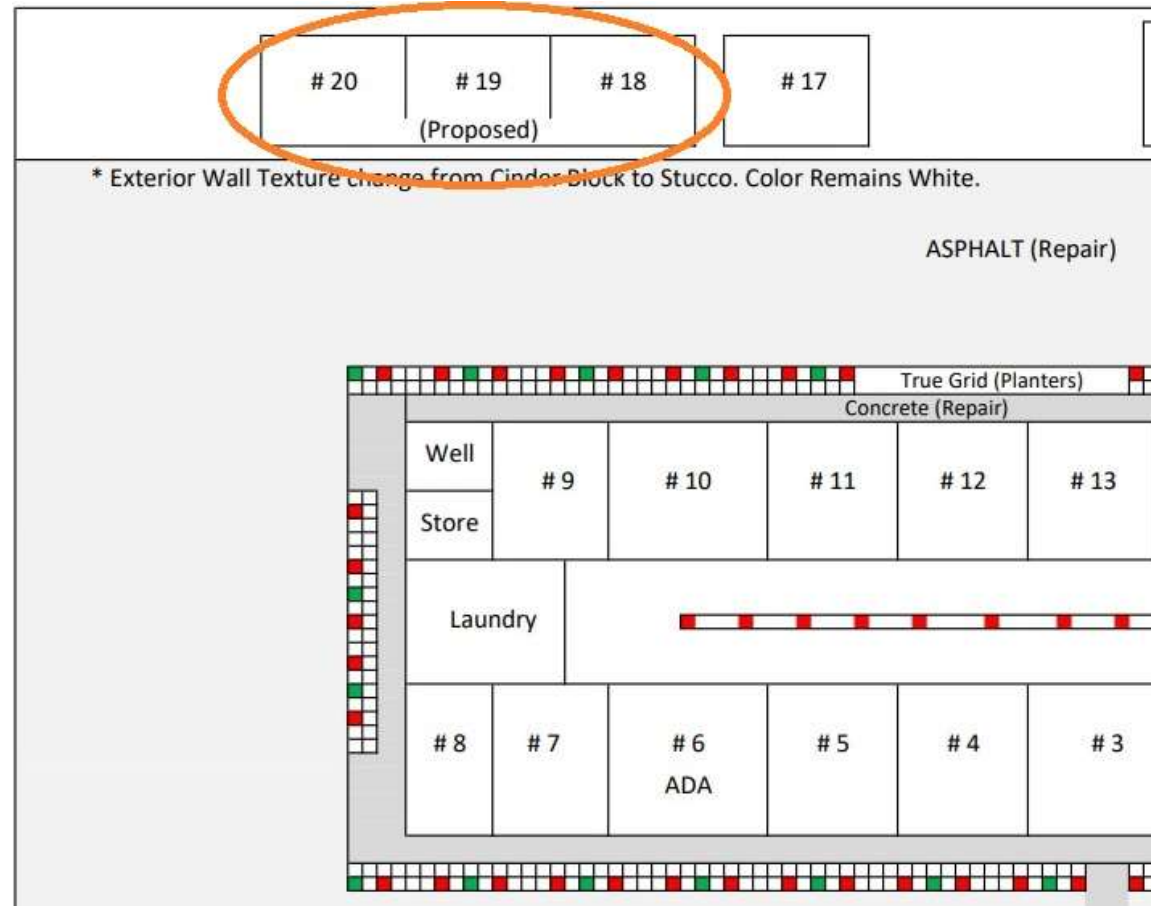 # 20 # 19 # 18 # 17
(Proposed)
* Exterior Wall Texture change from Cinder Block to Stucco. Color Remains White.
ASPHALT (Repair)
True Grid (Planters)
Concrete (Repair)
Well
# 9 # 10 # 11 # 12 # 13
Store
Laundry
# 8 # 7 # 6 # 5 # 4 # 3
ADA